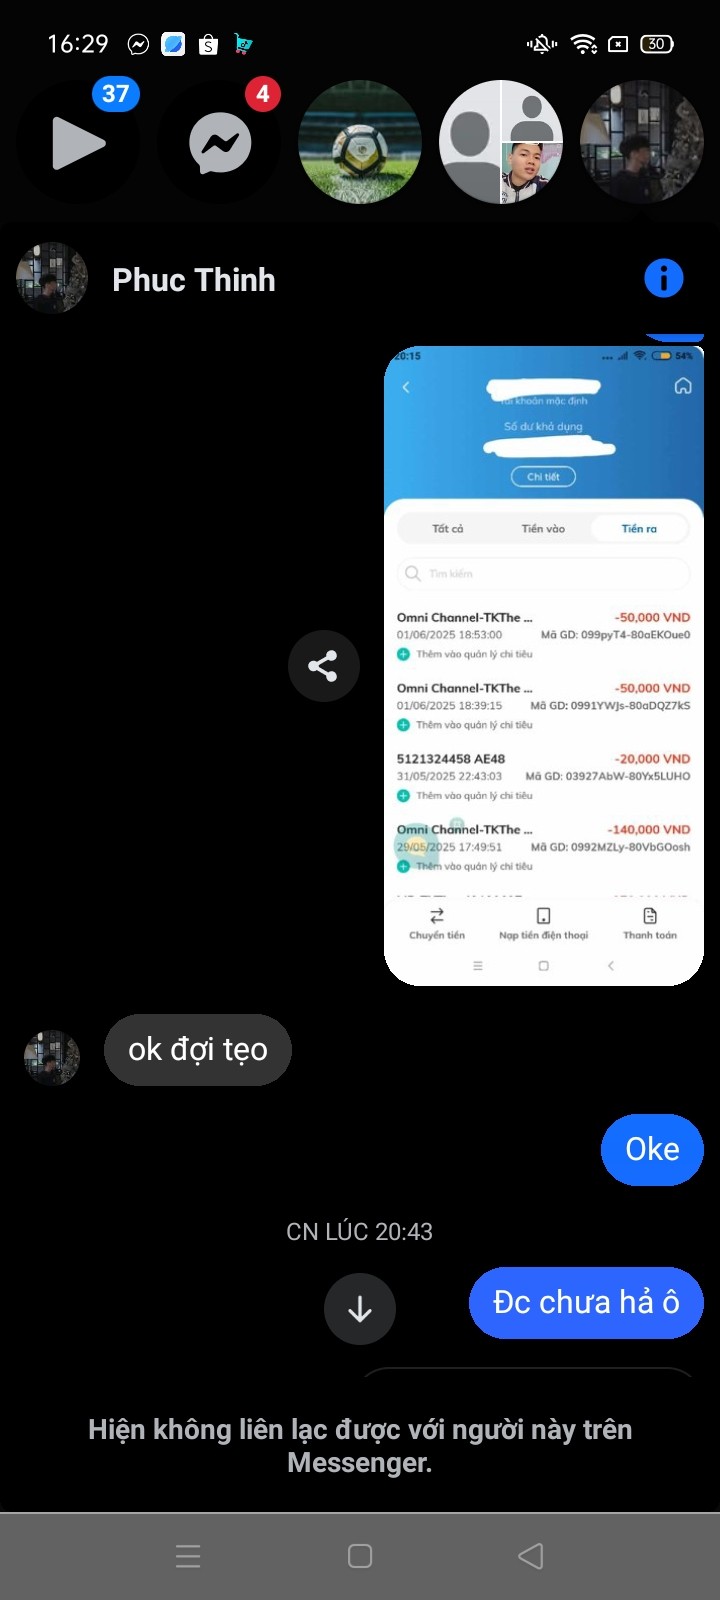 16:29
30
37
4
Phuc Thinh
20:15
54%
Tài khoản mặc định
Số dư khả dụng
Chi tiết
Tất cả
Tiền vào
Tiền ra
Tìm kiếm
Omni Channel-TKThe ...
-50,000 VND
01/06/2025 18:53:00
Mã GD: 099pyT4-80aEKOue0
Thêm vào quản lý chi tiêu
Omni Channel-TKThe ...
-50,000 VND
01/06/2025 18:39:15
Mã GD: 0991YWJs-80aDQZ7kS
Thêm vào quản lý chi tiêu
5121324458 AE48
-20,000 VND
31/05/2025 22:43:03
Mã GD: 03927AbW-80Yx5LUHO
Thêm vào quản lý chi tiêu
Omni Channel-TKThe ...
-140,000 VND
29/05/2025 17:49:51
Mã GD: 0992MZLy-80VbGOosh
Thêm vào quản lý chi tiêu
Chuyển tiền
Nạp tiền điện thoại
Thanh toán
ok đợi tẹo
Oke
CN LÚC 20:43
Đc chưa hả ô
Hiện không liên lạc được với người này trên
Messenger.